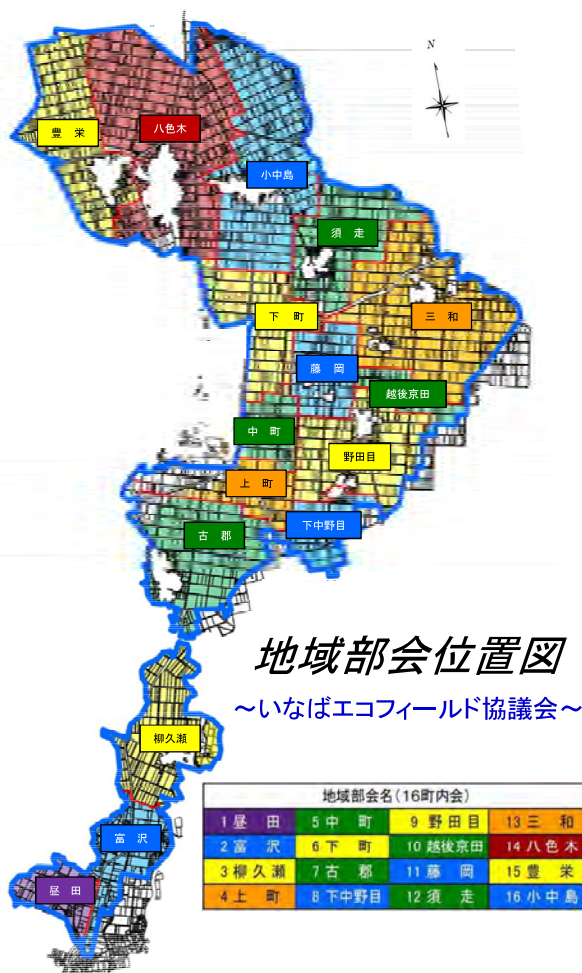 N
豊　栄
八色木
小中島
須　走
下　町
三　和
藤　岡
越後京田
中　町
野田目
上　町
下中野目
古　郡
地域部会位置図
～いなばエコフィールド協議会～
柳久瀬
富　沢
昼　田
地域部会名（16町内会）
1 昼　田　5 中　町　9 野田目　13 三　和
2 富　沢　6 下　町　10 越後京田　14 八色木
3 柳久瀬　7 古　郡　11 藤　岡　15 豊　栄
4 上　町　8 下中野目　12 須　走　16 小中島